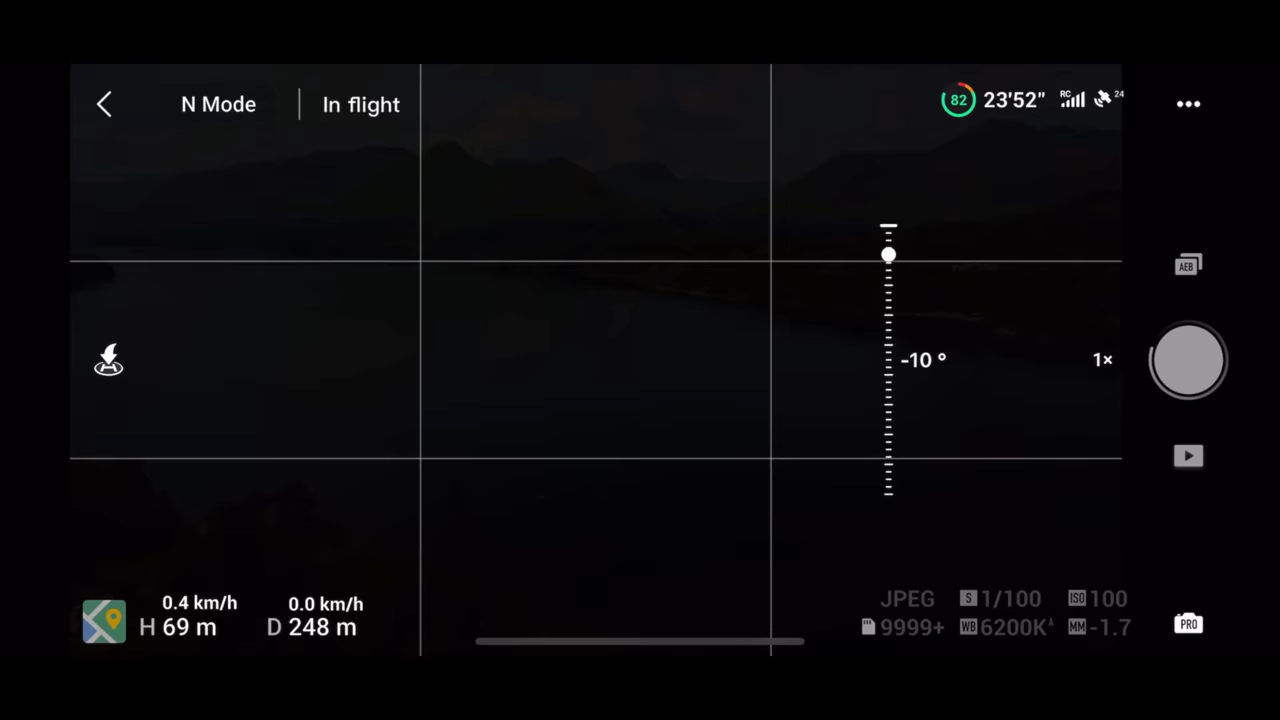 N Mode
In flight
82
23'52"
RC
24
AEB
-10 °
1×
0.4 km/h
0.0 km/h
H 69 m
D 248 m
JPEG
S 1/100
ISO 100
9999+
WB 6200K A
MM -1.7
PRO